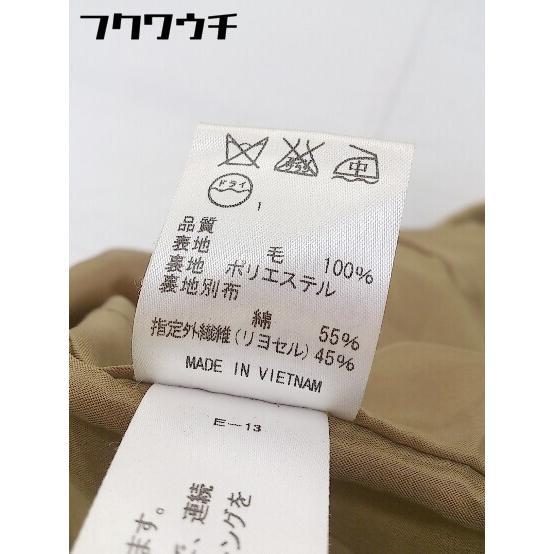 フクワウチ
中
ドライ
1
品質
表地 毛 100%
裏地 ポリエステル
裏地別布
綿 55%
指定外繊維(リヨセル) 45%
MADE IN VIETNAM
E-13
ます。
で、連続
ングを